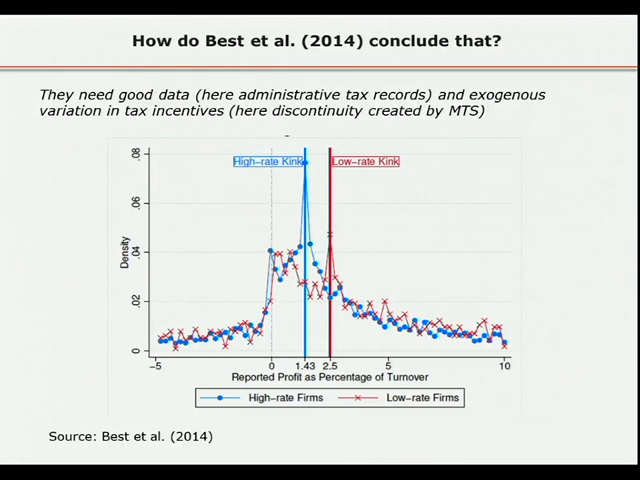 How do Best et al. (2014) conclude that?
They need good data (here administrative tax records) and exogenous
variation in tax incentives (here discontinuity created by MTS)
High-rate Kink
Low-rate Kink
Density
.08
.06
.04
.02
0
-5
0
1.43
2.5
5
10
Reported Profit as Percentage of Turnover
High-rate Firms
Low-rate Firms
Source: Best et al. (2014)